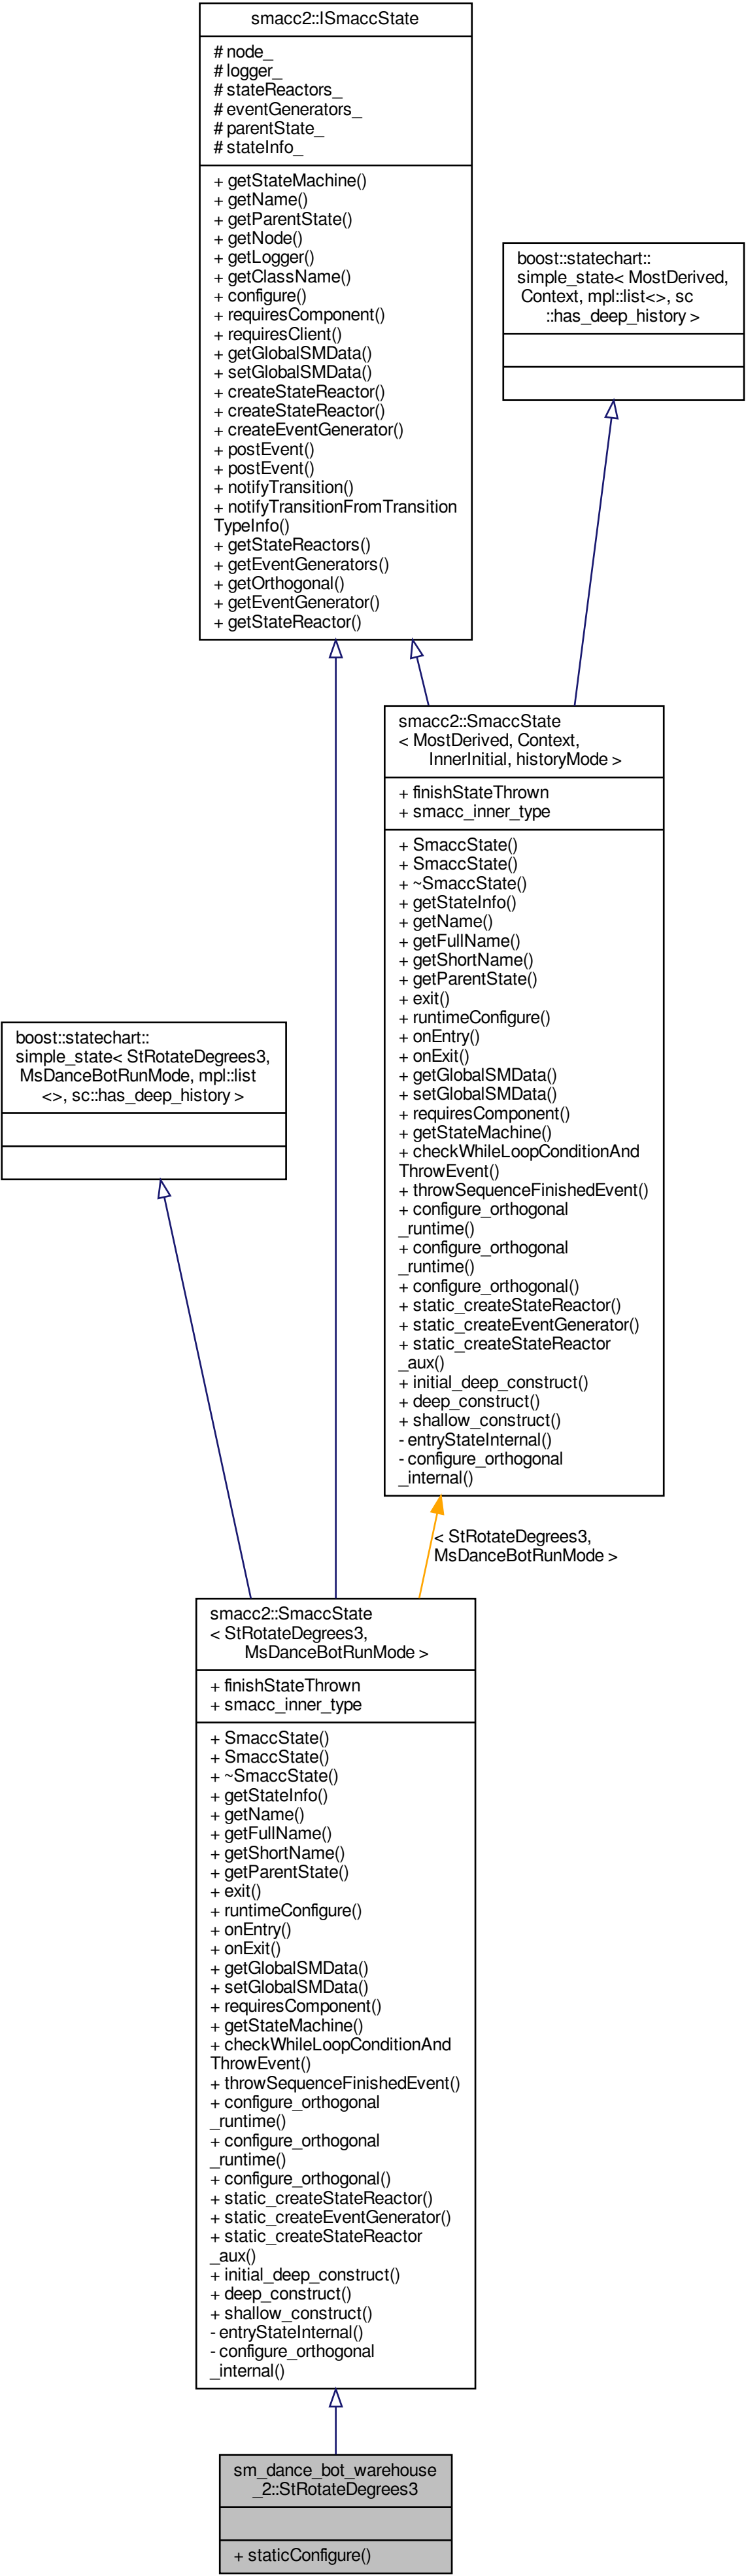 smacc2::ISmaccState
# node_
# logger_
# stateReactors_
# eventGenerators_
# parentState_
# stateInfo_
+ getStateMachine()
+ getName()
+ getParentState()
+ getNode()
+ getLogger()
+ getClassName()
+ configure()
+ requiresComponent()
+ requiresClient()
+ getGlobalSMData()
+ setGlobalSMData()
+ createStateReactor()
+ createStateReactor()
+ createEventGenerator()
+ postEvent()
+ postEvent()
+ notifyTransition()
+ notifyTransitionFromTransition
TypeInfo()
+ getStateReactors()
+ getEventGenerators()
+ getOrthogonal()
+ getEventGenerator()
+ getStateReactor()
boost::statechart::
simple_state< MostDerived,
Context, mpl::list<>, sc
::has_deep_history >
smacc2::SmaccState
< MostDerived, Context,
InnerInitial, historyMode >
+ finishStateThrown
+ smacc_inner_type
+ SmaccState()
+ SmaccState()
+ ~SmaccState()
+ getStateInfo()
+ getName()
+ getFullName()
+ getShortName()
+ getParentState()
+ exit()
+ runtimeConfigure()
+ onEntry()
+ onExit()
+ getGlobalSMData()
+ setGlobalSMData()
+ requiresComponent()
+ getStateMachine()
+ checkWhileLoopConditionAnd
ThrowEvent()
+ throwSequenceFinishedEvent()
+ configure_orthogonal
_runtime()
+ configure_orthogonal
_runtime()
+ configure_orthogonal()
+ static_createStateReactor()
+ static_createEventGenerator()
+ static_createStateReactor
_aux()
+ initial_deep_construct()
+ deep_construct()
+ shallow_construct()
- entryStateInternal()
- configure_orthogonal
_internal()
boost::statechart::
simple_state< StRotateDegrees3,
MsDanceBotRunMode, mpl::list
<>, sc::has_deep_history >
< StRotateDegrees3,
MsDanceBotRunMode >
smacc2::SmaccState
< StRotateDegrees3,
MsDanceBotRunMode >
+ finishStateThrown
+ smacc_inner_type
+ SmaccState()
+ SmaccState()
+ ~SmaccState()
+ getStateInfo()
+ getName()
+ getFullName()
+ getShortName()
+ getParentState()
+ exit()
+ runtimeConfigure()
+ onEntry()
+ onExit()
+ getGlobalSMData()
+ setGlobalSMData()
+ requiresComponent()
+ getStateMachine()
+ checkWhileLoopConditionAnd
ThrowEvent()
+ throwSequenceFinishedEvent()
+ configure_orthogonal
_runtime()
+ configure_orthogonal
_runtime()
+ configure_orthogonal()
+ static_createStateReactor()
+ static_createEventGenerator()
+ static_createStateReactor
_aux()
+ initial_deep_construct()
+ deep_construct()
+ shallow_construct()
- entryStateInternal()
- configure_orthogonal
_internal()
sm_dance_bot_warehouse
_2::StRotateDegrees3
+ staticConfigure()